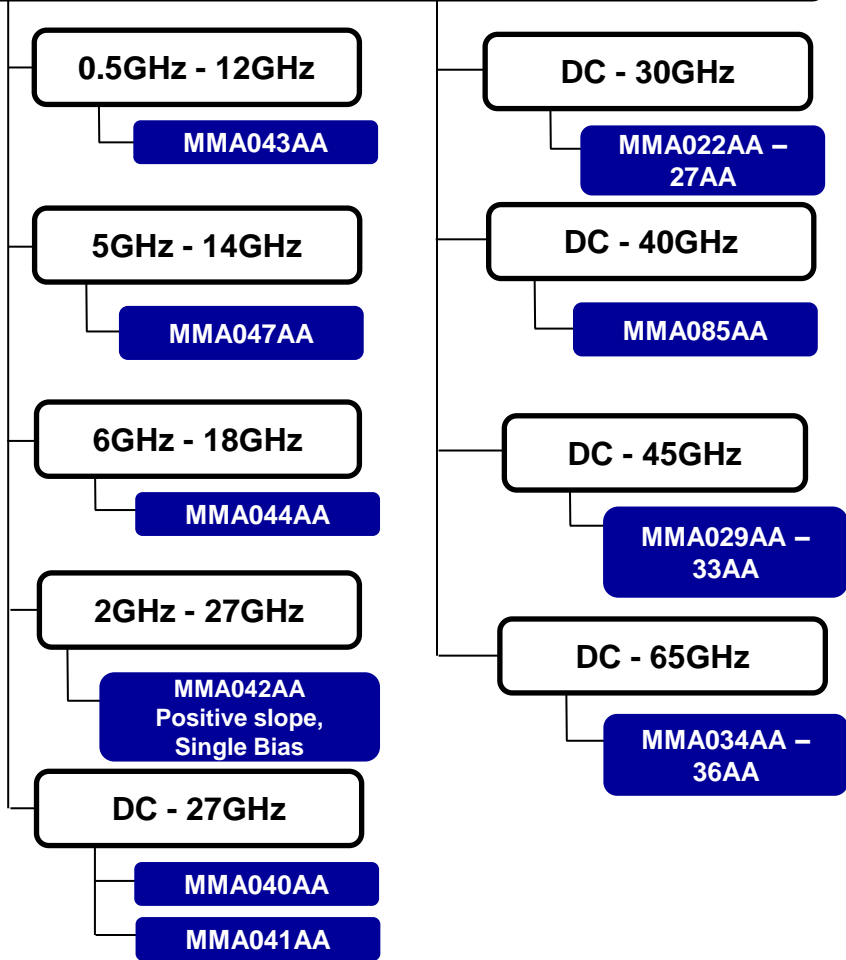 0.5GHz - 12GHz
MMA043AA
5GHz - 14GHz
MMA047AA
6GHz - 18GHz
MMA044AA
2GHz - 27GHz
MMA042AA
Positive slope,
Single Bias
DC - 27GHz
MMA040AA
MMA041AA
DC - 30GHz
MMA022AA –
27AA
DC - 40GHz
MMA085AA
DC - 45GHz
MMA029AA –
33AA
DC - 65GHz
MMA034AA –
36AA